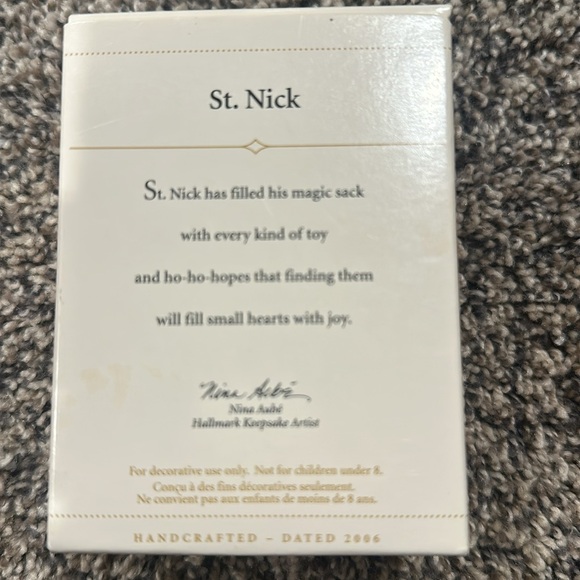 St. Nick
St. Nick has filled his magic sack
with every kind of toy
and ho-ho-hopes that finding them
will fill small hearts with joy.
Nina Aubé
Nina Aubé
Hallmark Keepsake Artist
For decorative use only. Not for children under 8.
Conçu à des fins décoratives seulement.
Ne convient pas aux enfants de moins de 8 ans.
HANDCRAFTED – DATED 2006